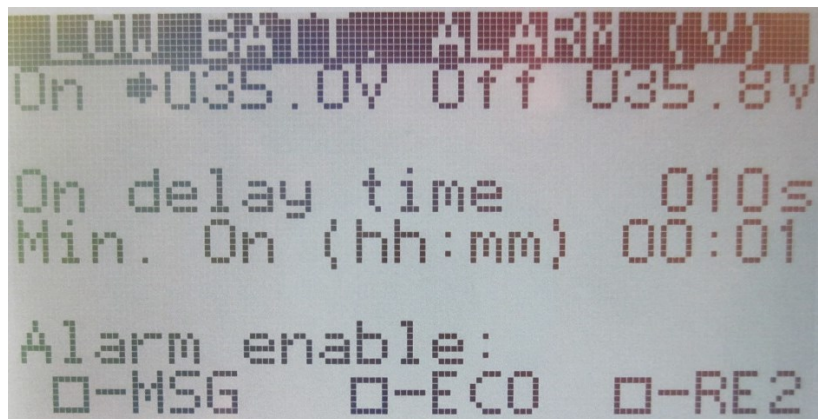 LOW BATT. ALARM (V)
On →035.0V Off 035.8V
On delay time 010s
Min. On (hh:mm) 00:01
Alarm enable:
□-MSG □-ECO □-RE2